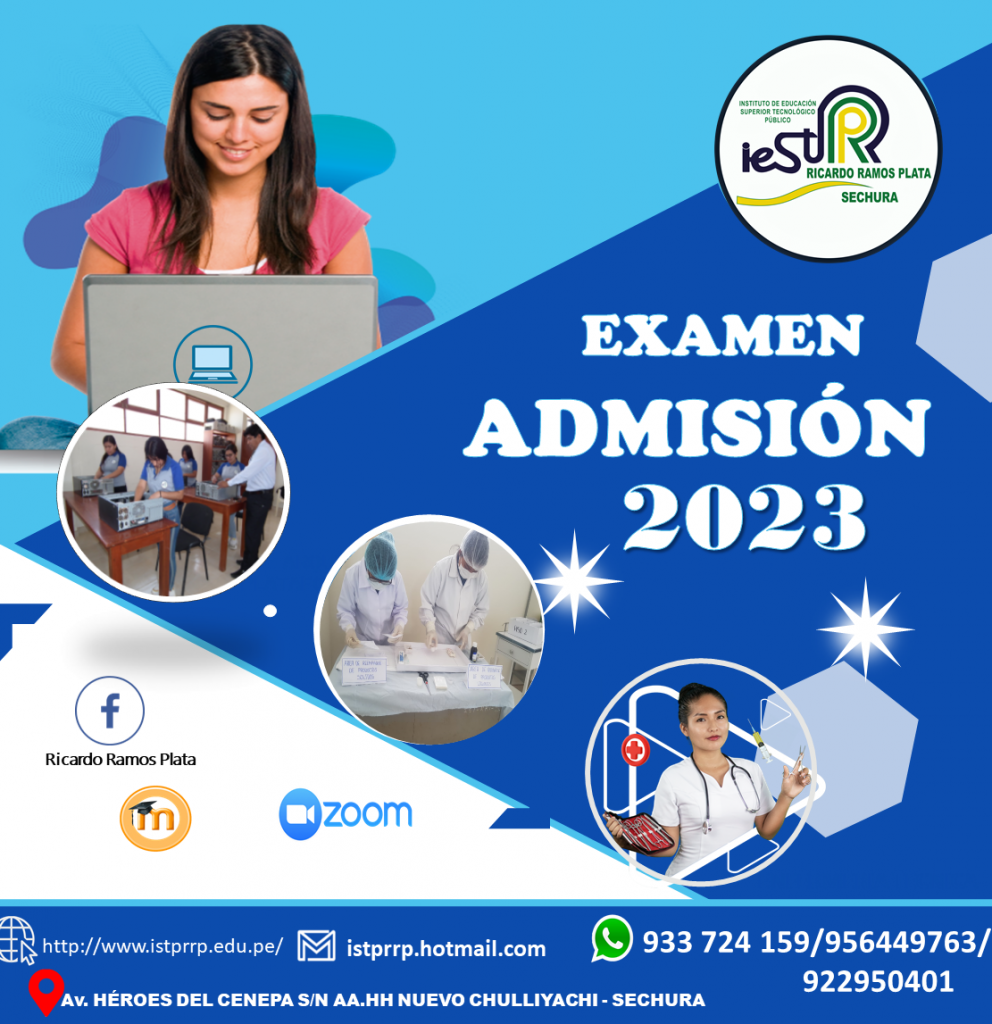 INSTITUTO DE EDUCACIÓN
SUPERIOR TECNOLÓGICO
PÚBLICO
ieSTPRRP
RICARDO RAMOS PLATA
SECHURA
EXAMEN
ADMISIÓN
2023
Ricardo Ramos Plata
m
zoom
http://www.istprrp.edu.pe/
istprrp.hotmail.com
933 724 159/956449763/
922950401
Av. HÉROES DEL CENEPA S/N AA.HH NUEVO CHULLIYACHI - SECHURA